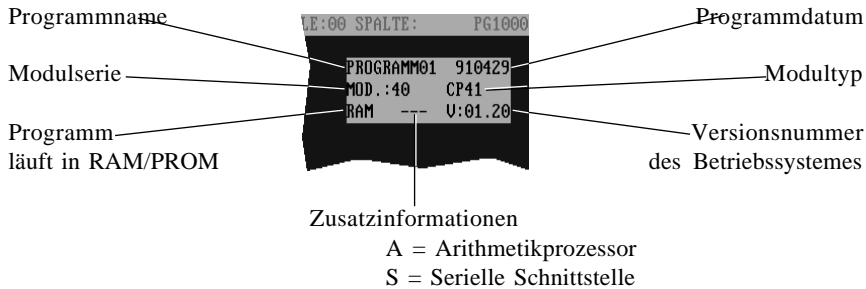 Programmname
LE:00 SPALTE: PG1000
Programmdatum
PROGRAMM01 910429
Modulserie
MOD.:40 CP41
Modultyp
RAM --- V:01.20
Programm
läuft in RAM/PROM
Versionsnummer
des Betriebssystemes
Zusatzinformationen
A = Arithmetikprozessor
S = Serielle Schnittstelle